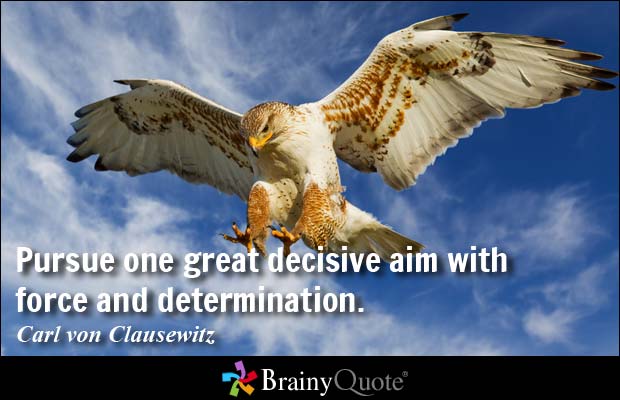 Pursue one great decisive aim with
force and determination.
Carl von Clausewitz
BrainyQuote®